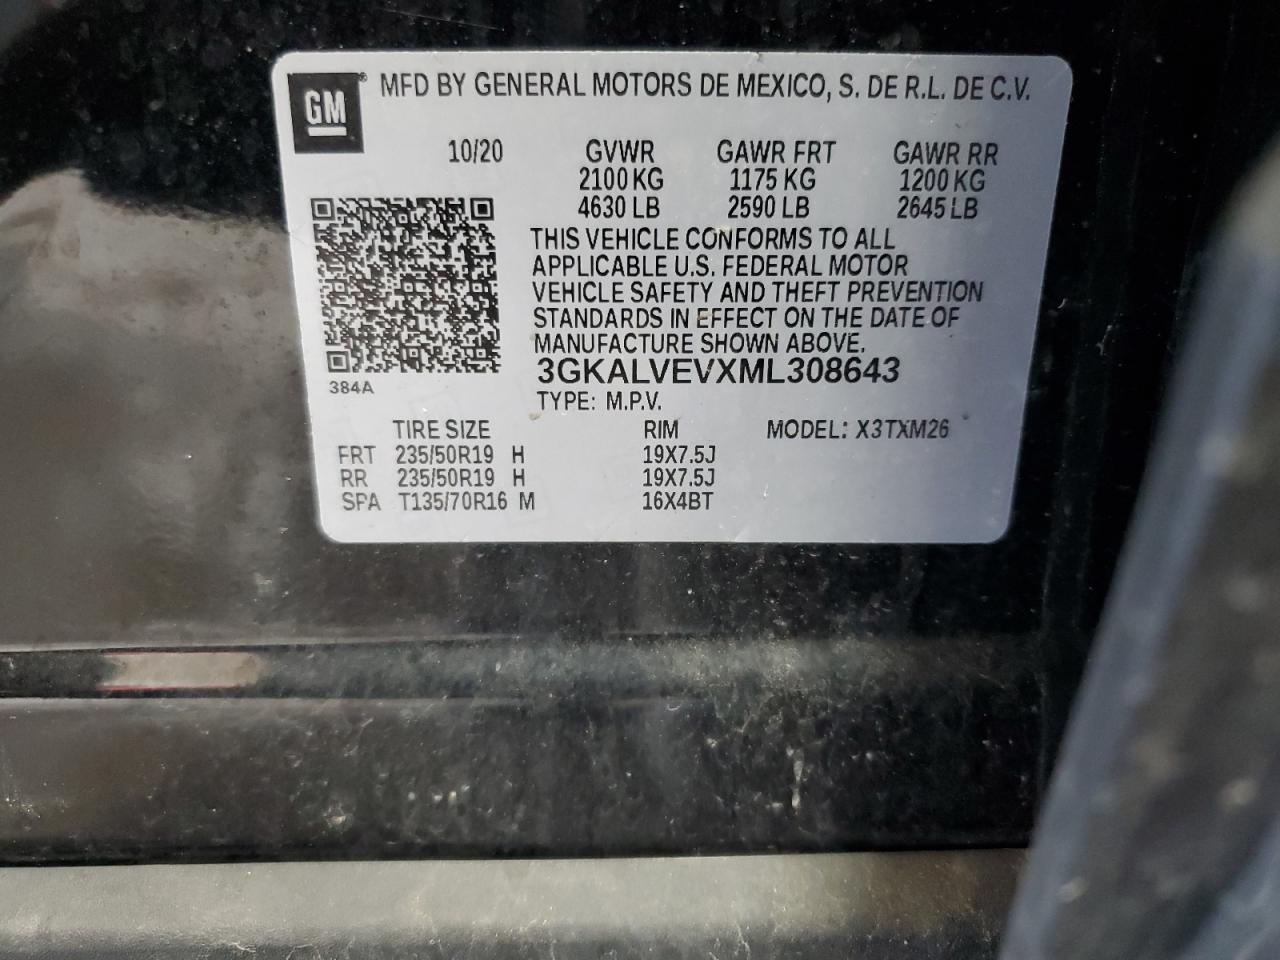 GM ® MFD BY GENERAL MOTORS DE MEXICO, S. DE R.L. DE C.V.
10/20 GVWR GAWR FRT GAWR RR
2100 KG 1175 KG 1200 KG
4630 LB 2590 LB 2645 LB
THIS VEHICLE CONFORMS TO ALL
APPLICABLE U.S. FEDERAL MOTOR
VEHICLE SAFETY AND THEFT PREVENTION
STANDARDS IN EFFECT ON THE DATE OF
MANUFACTURE SHOWN ABOVE.
3GKALVEVXML308643
384A
TYPE: M.P.V.
TIRE SIZE RIM MODEL: X3TXM26
FRT 235/50R19 H 19X7.5J
RR 235/50R19 H 19X7.5J
SPA T135/70R16 M 16X4BT